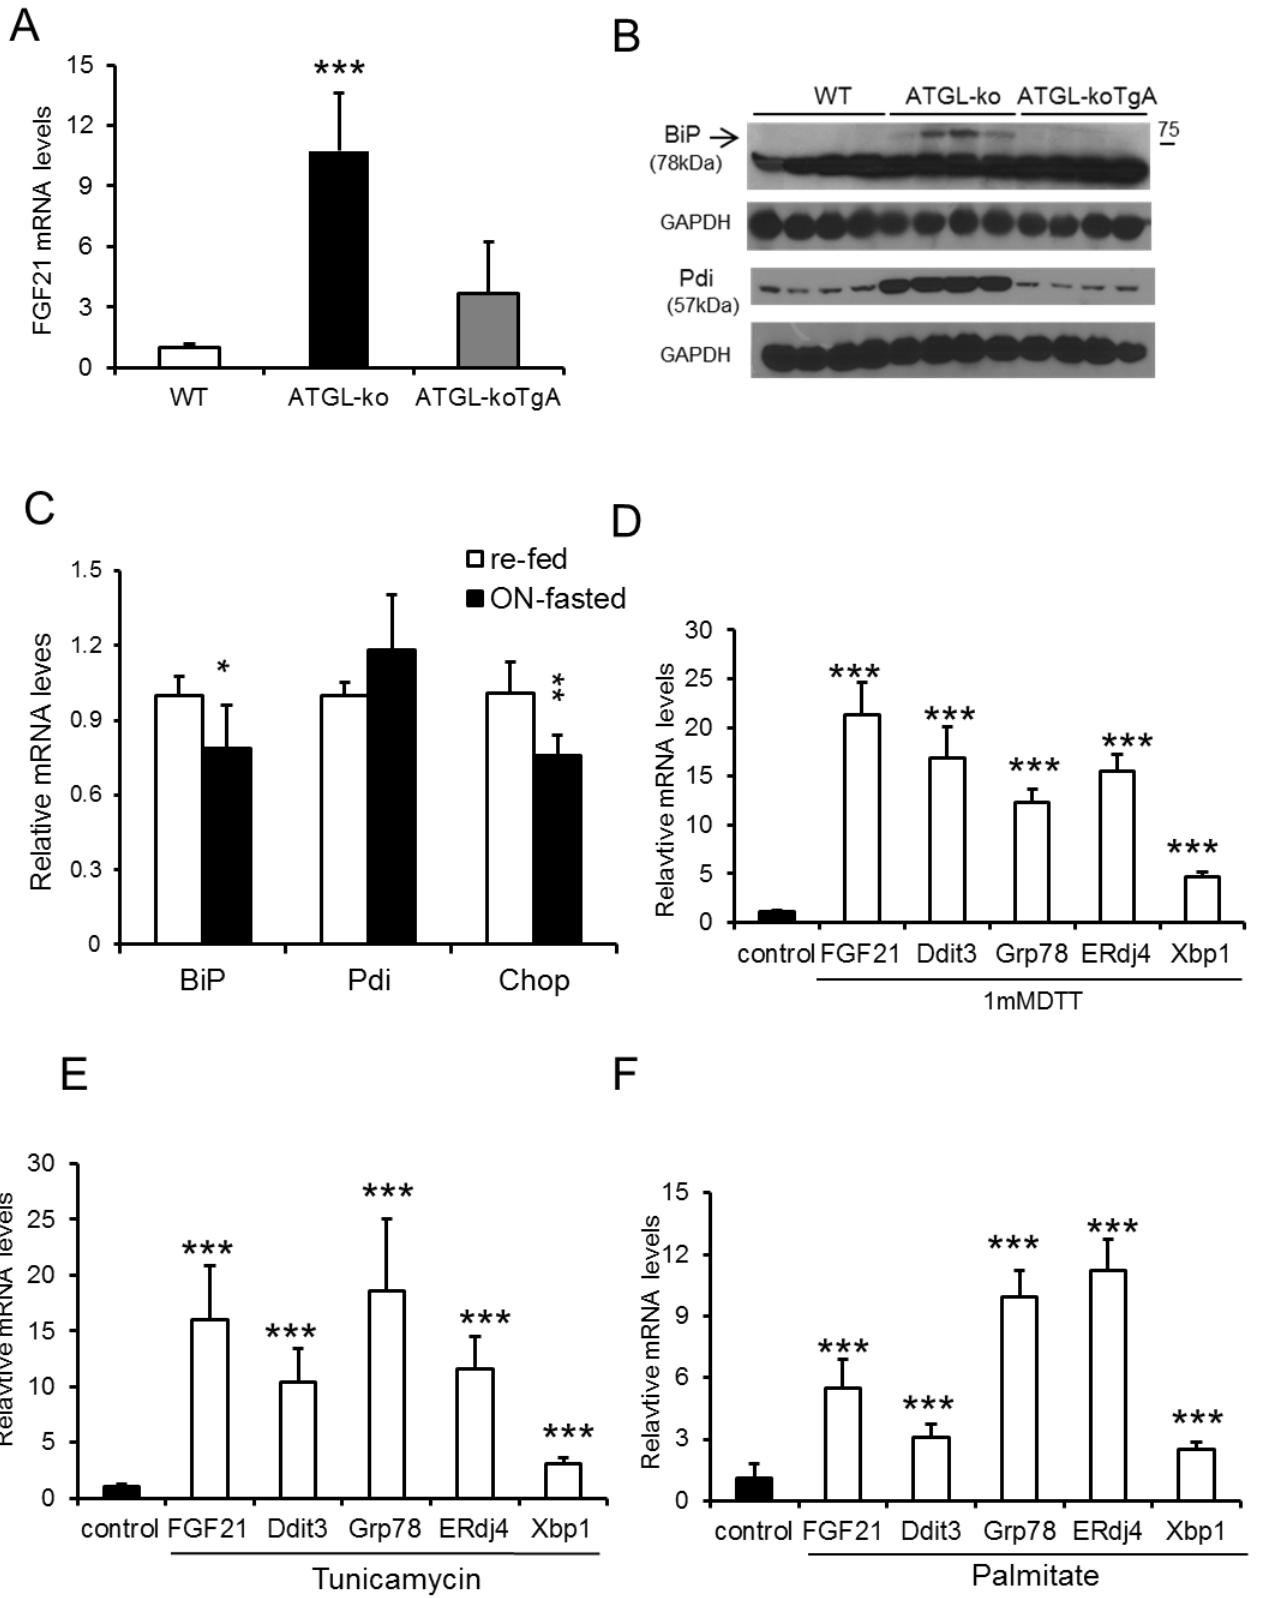 A
15
12
9
6
3
0
FGF21 mRNA levels
***
WT
ATGL-ko
ATGL-koTgA
B
WT
ATGL-ko
ATGL-koTgA
BiP
(78kDa)
75
GAPDH
Pdi
(57kDa)
GAPDH
C
re-fed
ON-fasted
1.5
1.2
0.9
0.6
0.3
0
Relative mRNA leves
*
**
BiP
Pdi
Chop
D
30
25
20
15
10
5
0
Relavtive mRNA levels
***
***
***
***
***
control
FGF21
Ddit3
Grp78
ERdj4
Xbp1
1mMDTT
E
30
25
20
15
10
5
0
Relavtive mRNA levels
***
***
***
***
***
control
FGF21
Ddit3
Grp78
ERdj4
Xbp1
Tunicamycin
F
15
12
9
6
3
0
Relavtive mRNA levels
***
***
***
***
***
control
FGF21
Ddit3
Grp78
ERdj4
Xbp1
Palmitate